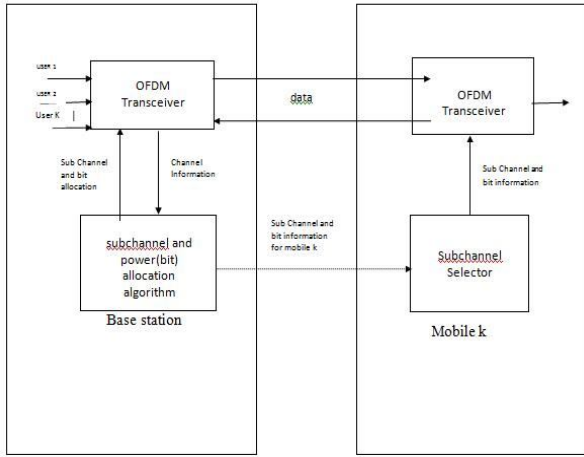 USER 1
USER 2
User K
OFDM
Transceiver
data
OFDM
Transceiver
Sub Channel
and bit
allocation
Channel
Information
Sub Channel and
bit information
Sub Channel and
bit information
for mobile k
subchannel and
power(bit)
allocation
algorithm
Subchannel
Selector
Base station
Mobile k